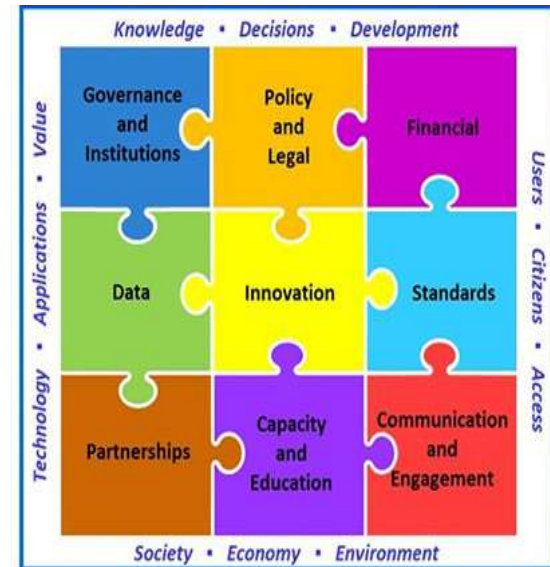 Knowledge • Decisions • Development
Technology • Applications • Value
Governance
and
Institutions
Policy
and
Legal
Financial
Users • Citizens • Access
Data
Innovation
Standards
Partnerships
Capacity
and
Education
Communication
and
Engagement
Society • Economy • Environment